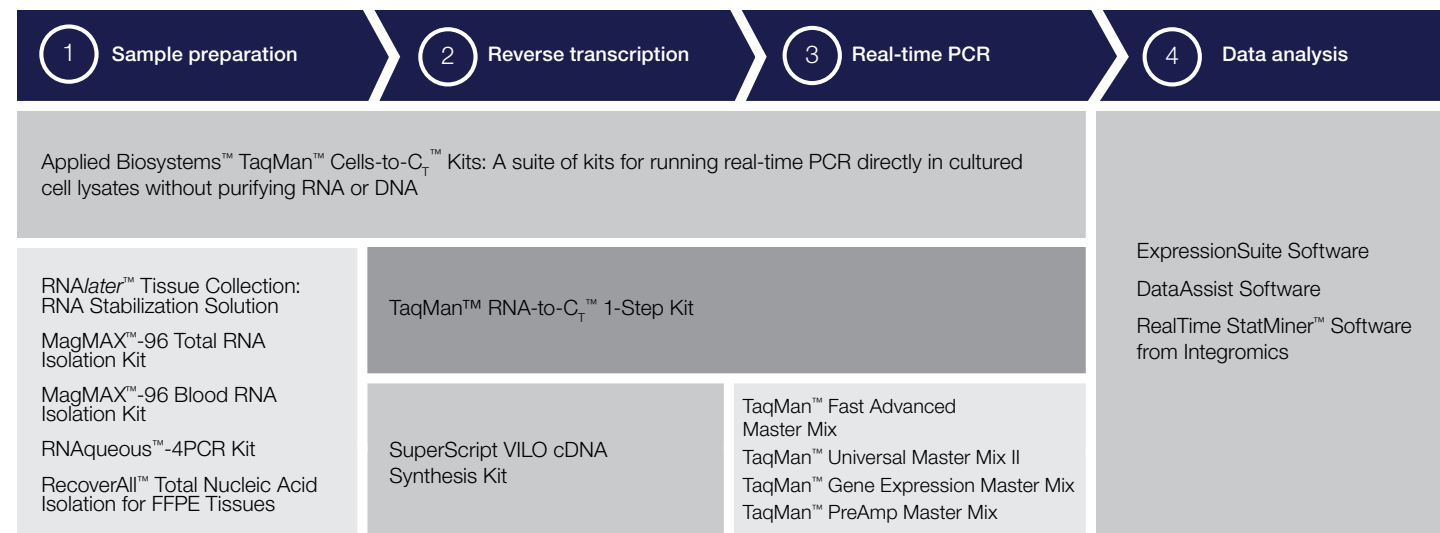 1 Sample preparation
2 Reverse transcription
3 Real-time PCR
4 Data analysis
Applied Biosystems™ TaqMan™ Cells-to-CT™ Kits: A suite of kits for running real-time PCR directly in cultured
cell lysates without purifying RNA or DNA
RNAlater™ Tissue Collection:
RNA Stabilization Solution
MagMAX™-96 Total RNA
Isolation Kit
MagMAX™-96 Blood RNA
Isolation Kit
RNAqueous™-4PCR Kit
RecoverAll™ Total Nucleic Acid
Isolation for FFPE Tissues
TaqMan™ RNA-to-CT™ 1-Step Kit
SuperScript VILO cDNA
Synthesis Kit
TaqMan™ Fast Advanced
Master Mix
TaqMan™ Universal Master Mix II
TaqMan™ Gene Expression Master Mix
TaqMan™ PreAmp Master Mix
ExpressionSuite Software
DataAssist Software
RealTime StatMiner™ Software
from Integromics